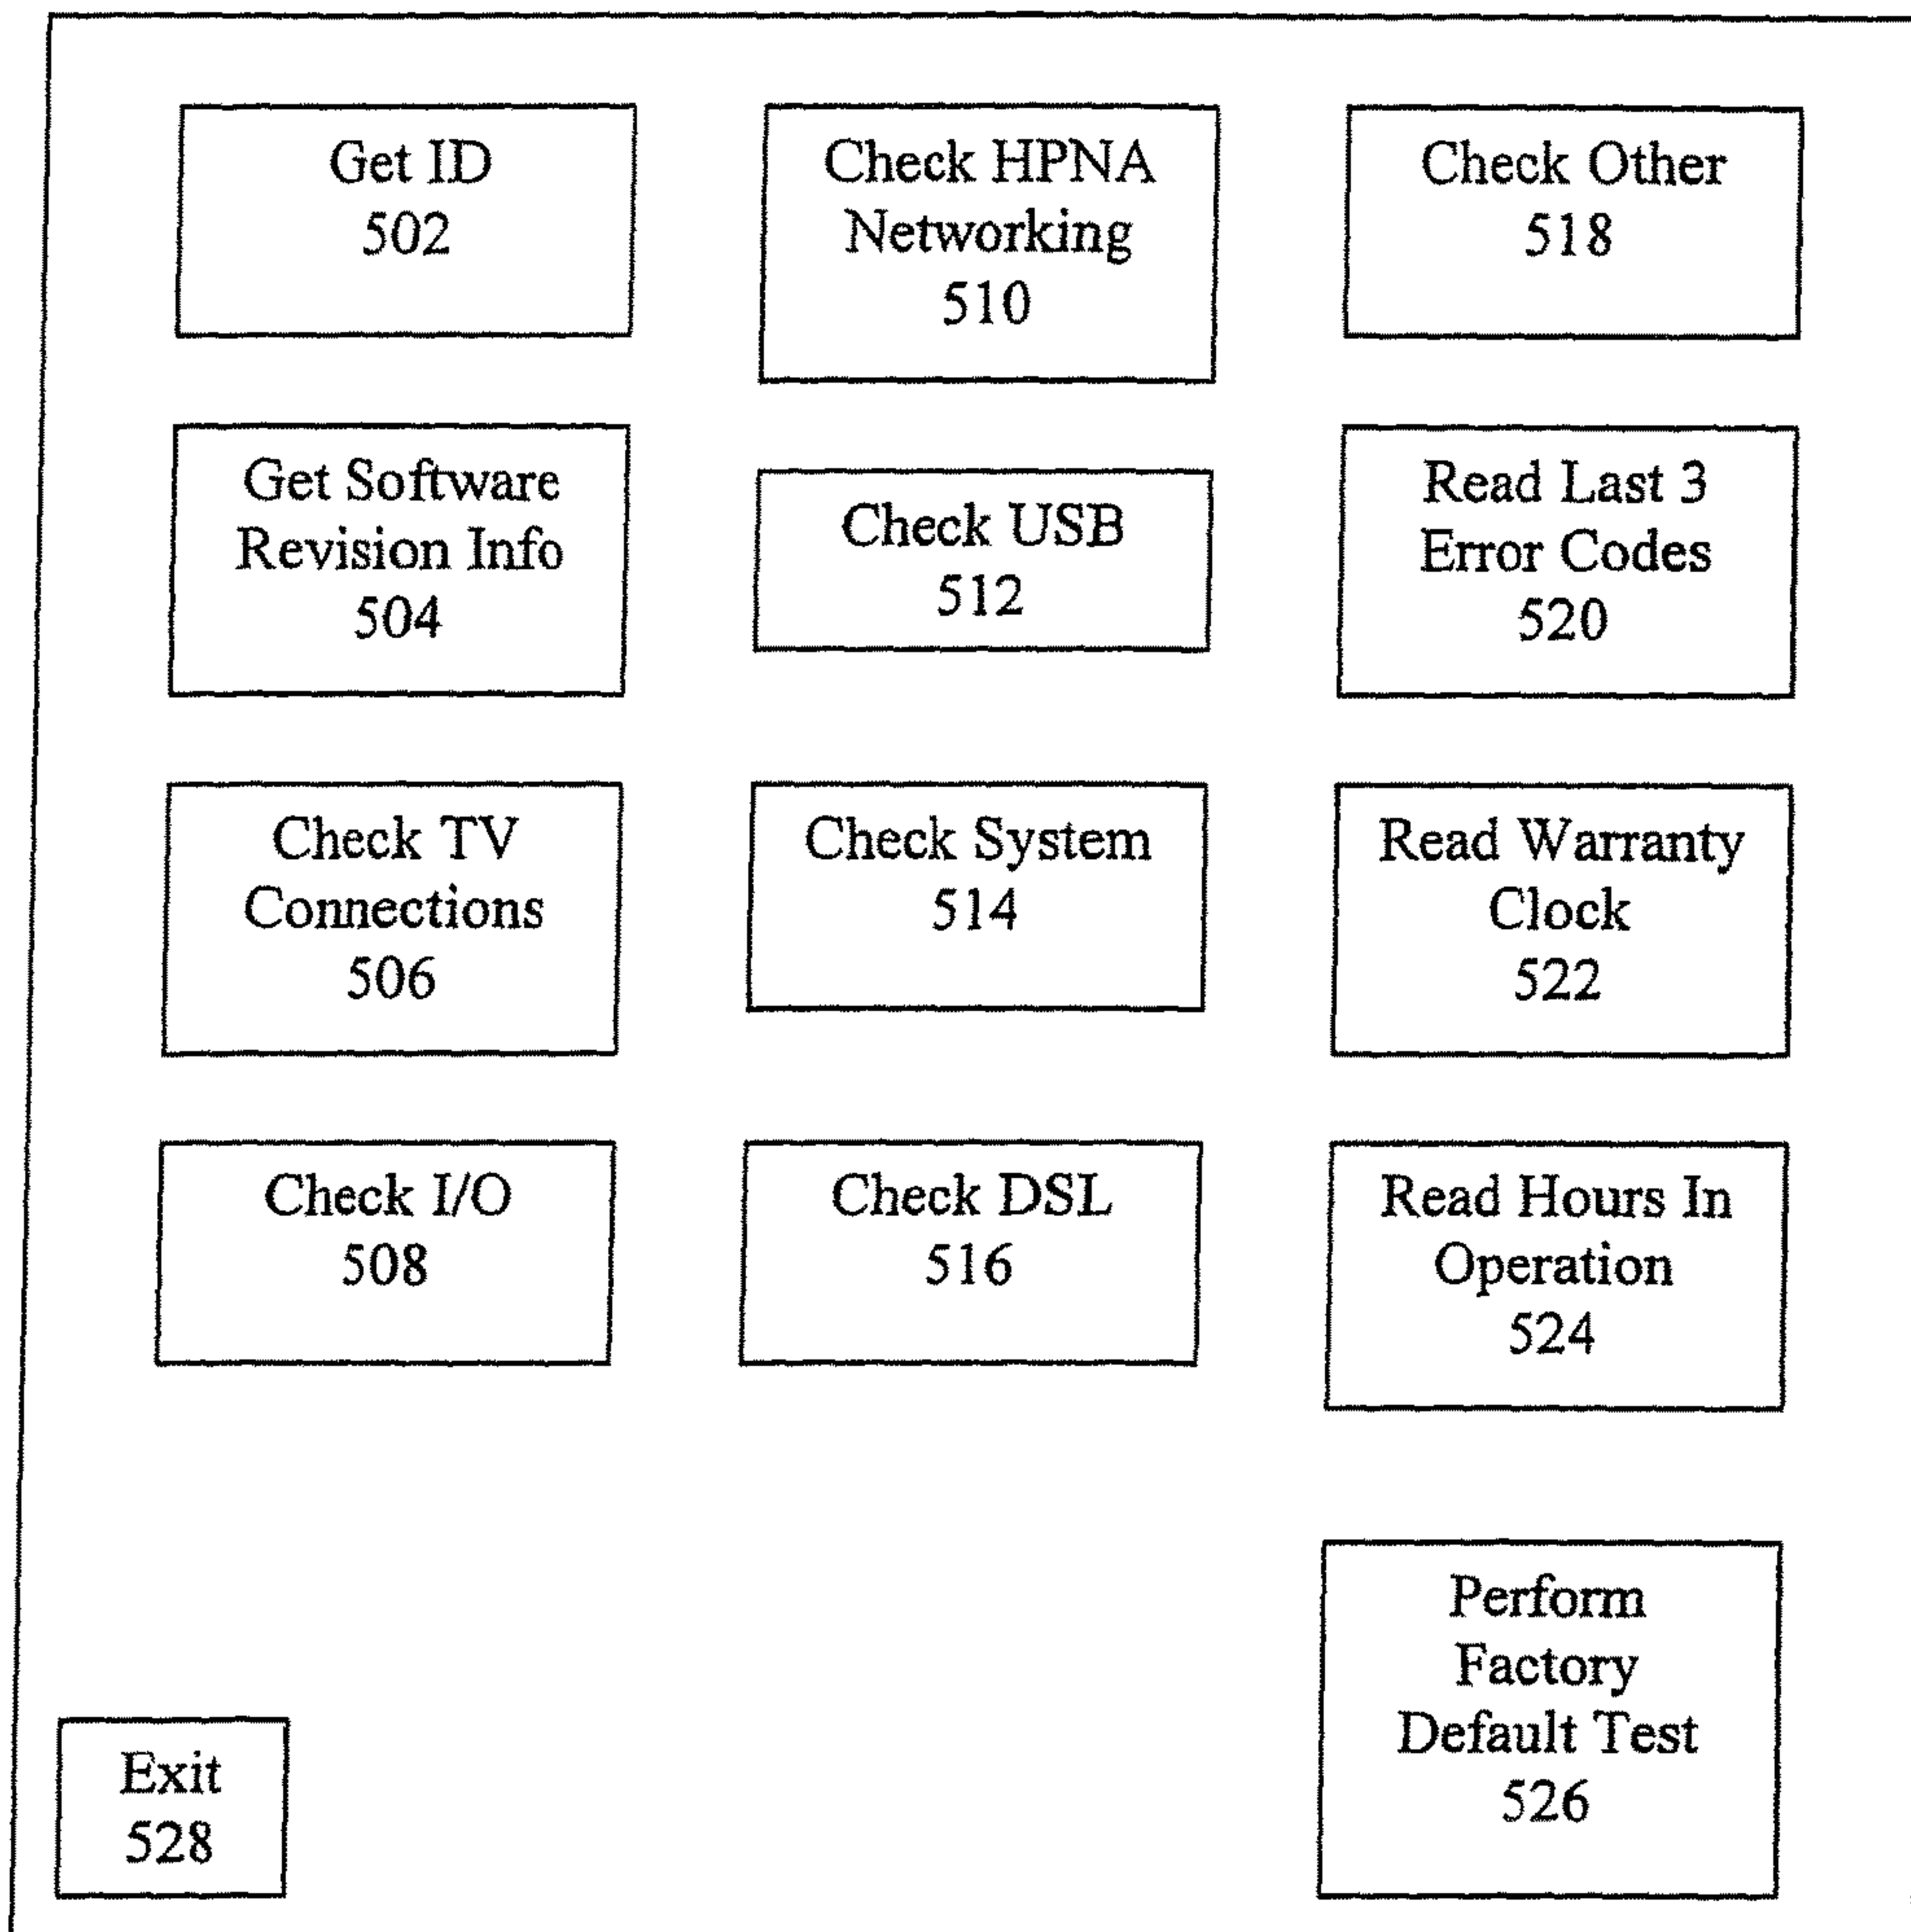 Get ID
502
Get Software
Revision Info
504
Check TV
Connections
506
Check I/O
508
Check HPNA
Networking
510
Check USB
512
Check System
514
Check DSL
516
Check Other
518
Read Last 3
Error Codes
520
Read Warranty
Clock
522
Read Hours In
Operation
524
Perform
Factory
Default Test
526
Exit
528